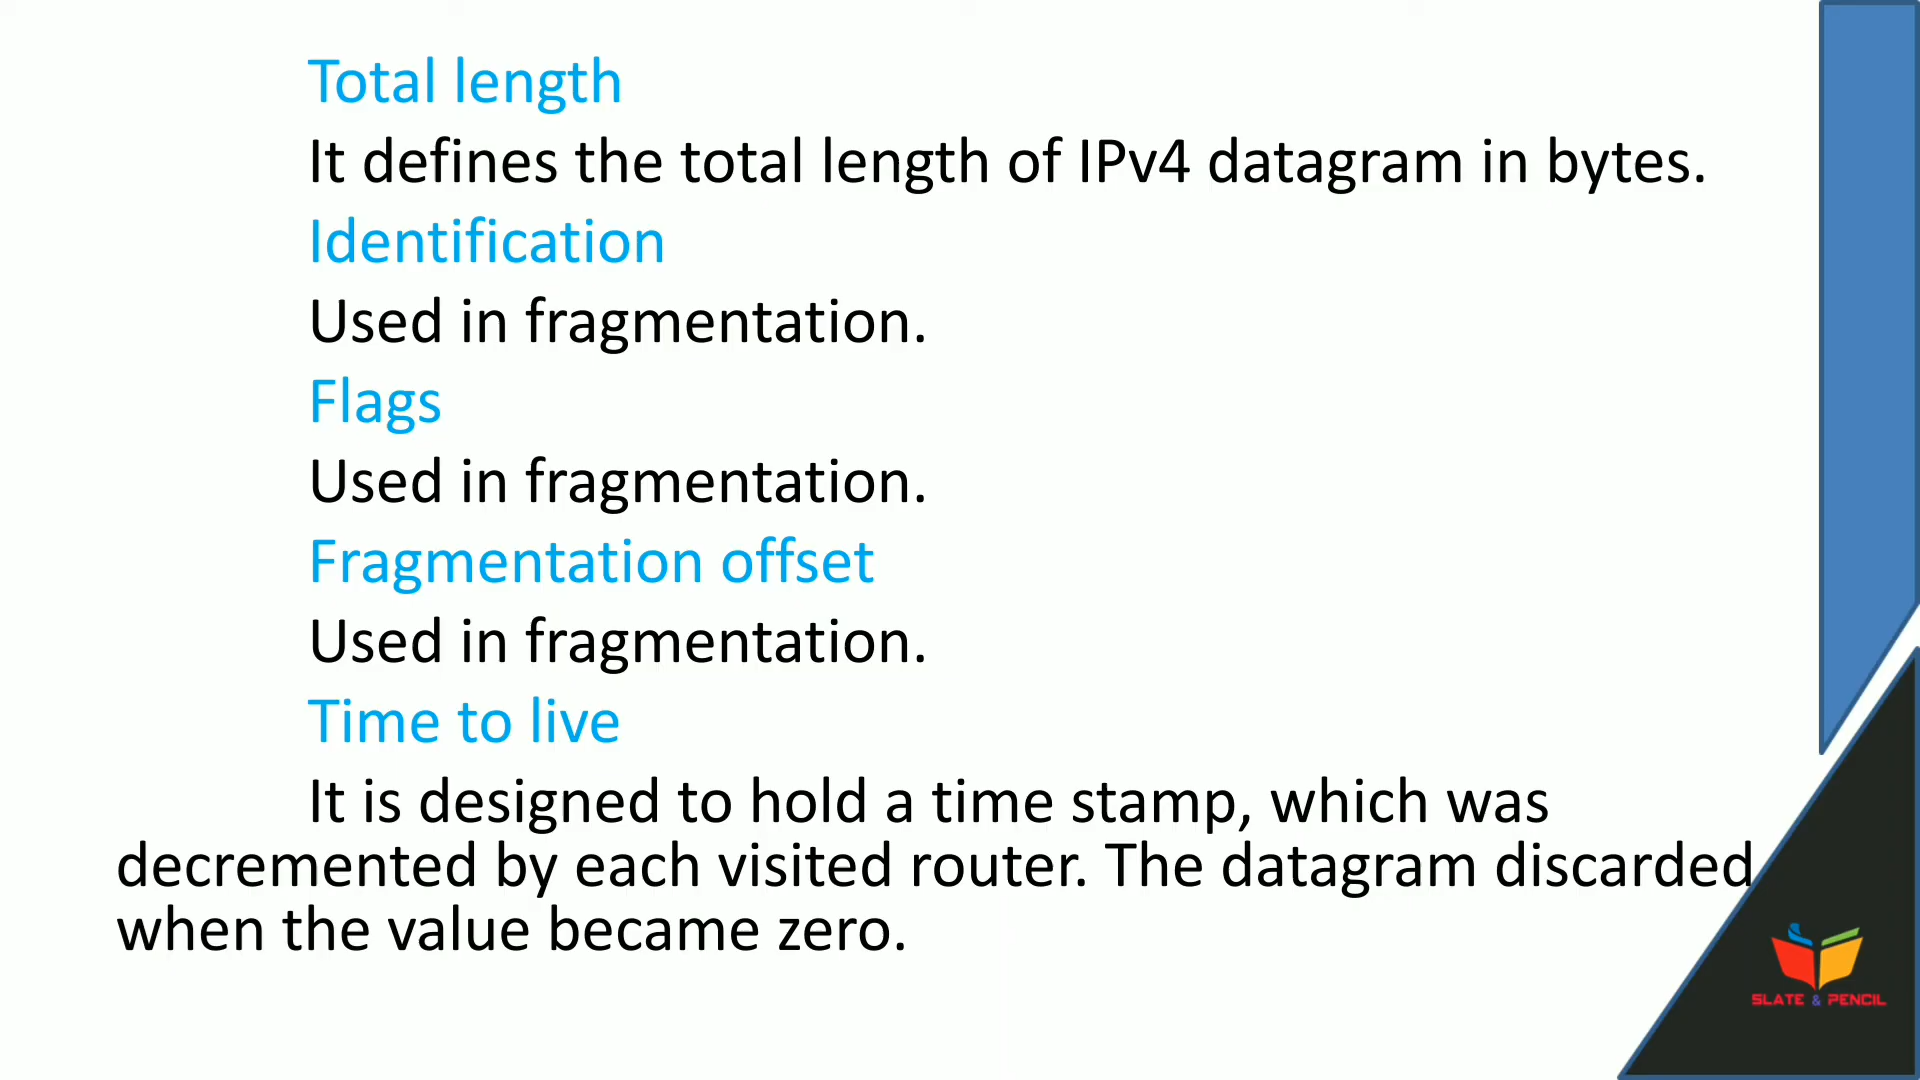 Total length
It defines the total length of IPv4 datagram in bytes.
Identification
Used in fragmentation.
Flags
Used in fragmentation.
Fragmentation offset
Used in fragmentation.
Time to live
It is designed to hold a time stamp, which was
decremented by each visited router. The datagram discarded
when the value became zero.
SLATE & PENCIL